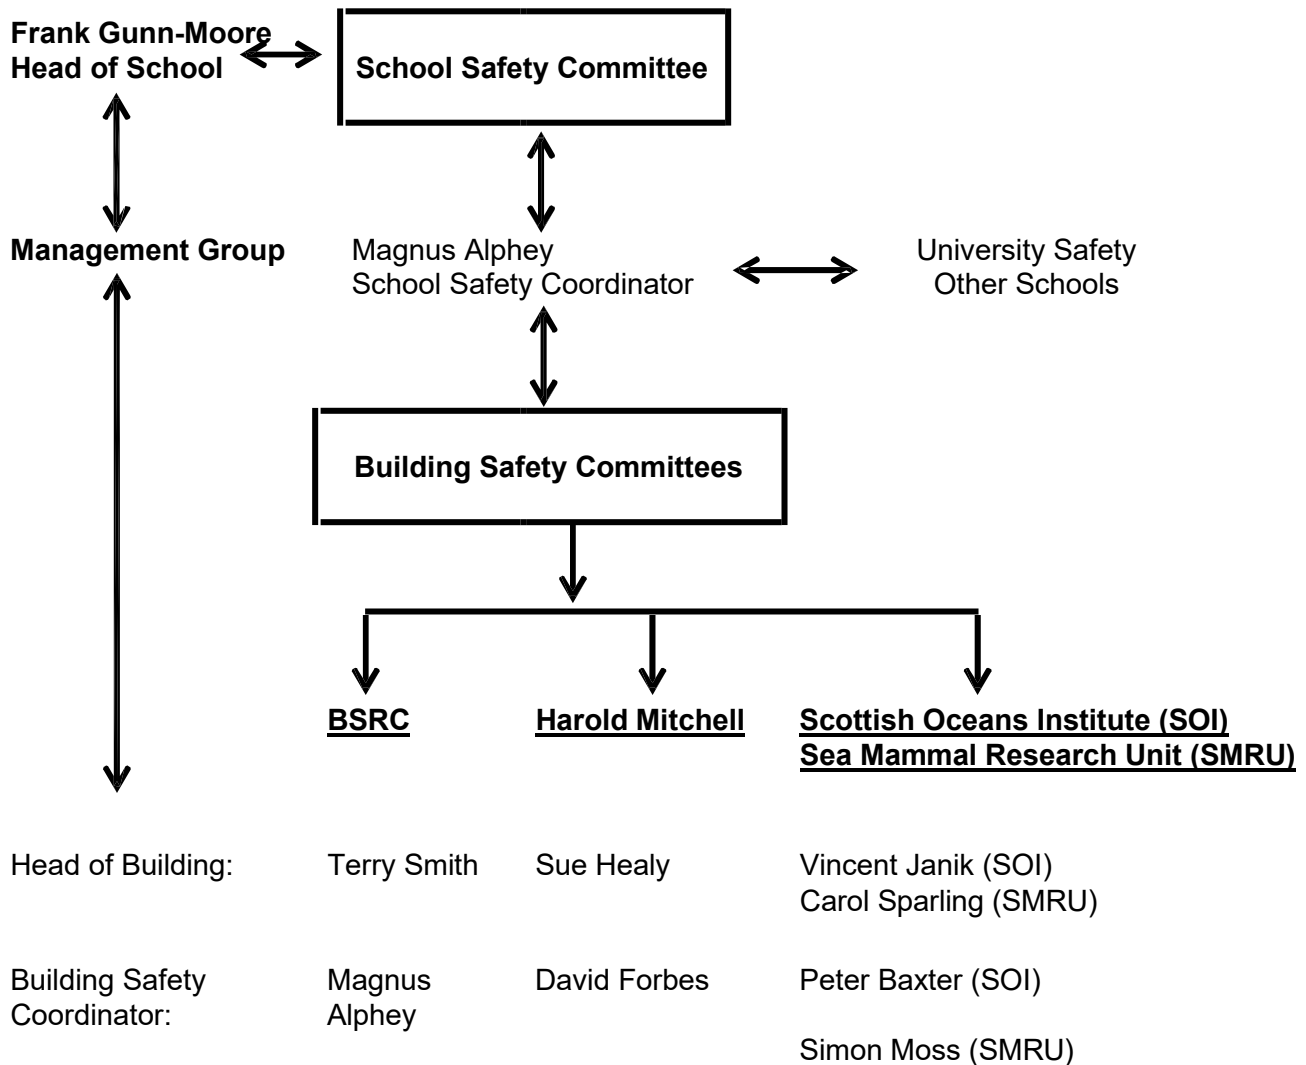 Frank Gunn-Moore
Head of School
School Safety Committee
Management Group
Magnus Alphey
School Safety Coordinator
University Safety
Other Schools
Building Safety Committees
BSRC
Harold Mitchell
Scottish Oceans Institute (SOI)
Sea Mammal Research Unit (SMRU)
Head of Building:
Terry Smith
Sue Healy
Vincent Janik (SOI)
Carol Sparling (SMRU)
Building Safety
Coordinator:
Magnus
Alphey
David Forbes
Peter Baxter (SOI)
Simon Moss (SMRU)